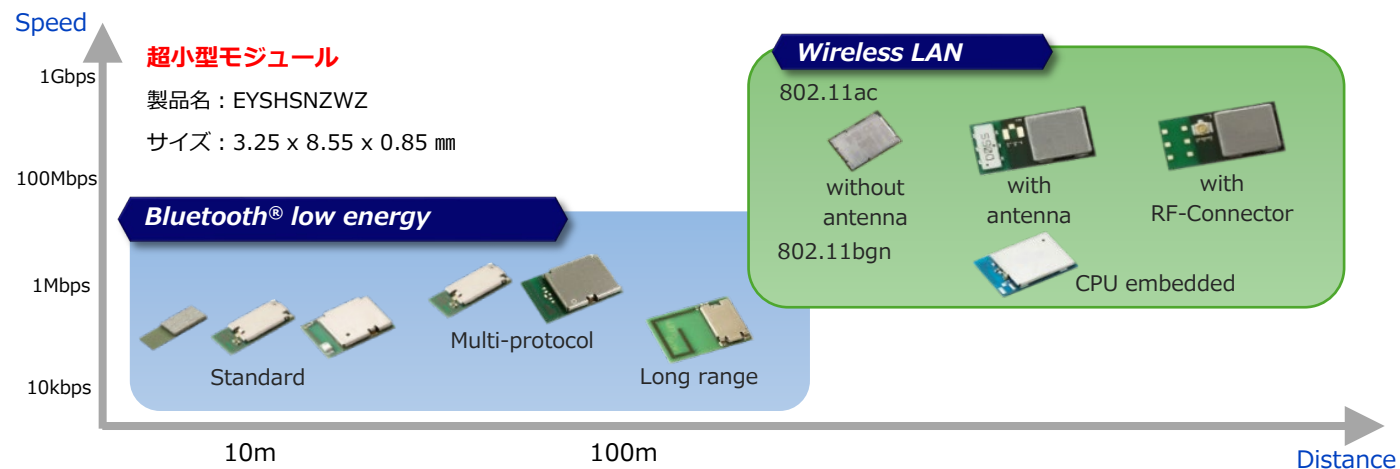 Speed
超小型モジュール
製品名：EYSHSNZWZ
サイズ：3.25 x 8.55 x 0.85 ㎜
1Gbps
100Mbps
1Mbps
10kbps
Wireless LAN
802.11ac
without
antenna
with
antenna
with
RF-Connector
802.11bgn
CPU embedded
Bluetooth® low energy
Standard
Multi-protocol
Long range
10m
100m
Distance